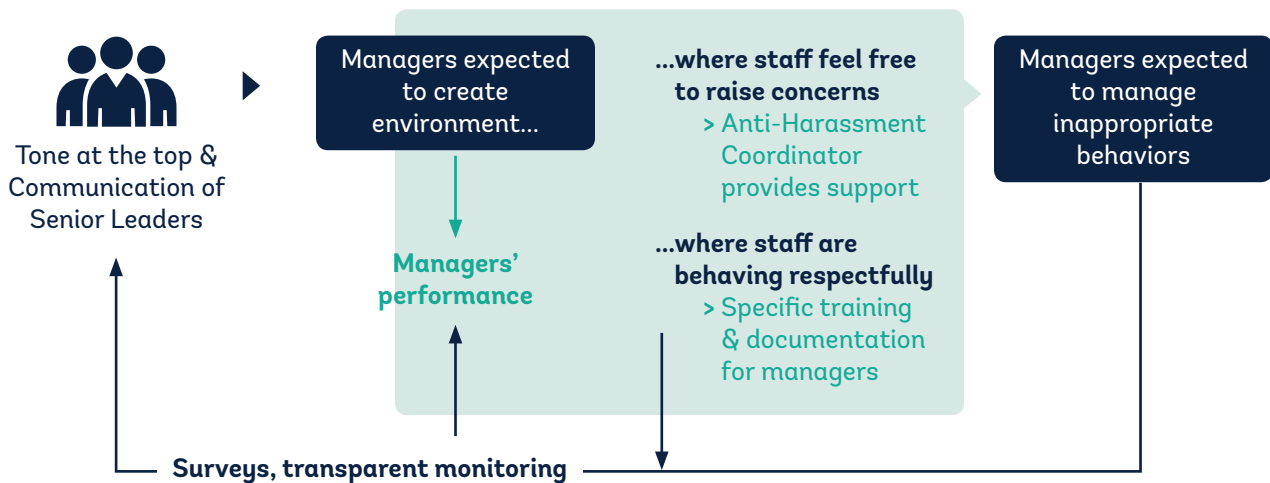 Tone at the top &
Communication of
Senior Leaders
Managers expected
to create
environment...
Managers’
performance
...where staff feel free
to raise concerns
> Anti-Harassment
Coordinator
provides support
...where staff are
behaving respectfully
> Specific training
& documentation
for managers
Managers expected
to manage
inappropriate
behaviors
Surveys, transparent monitoring